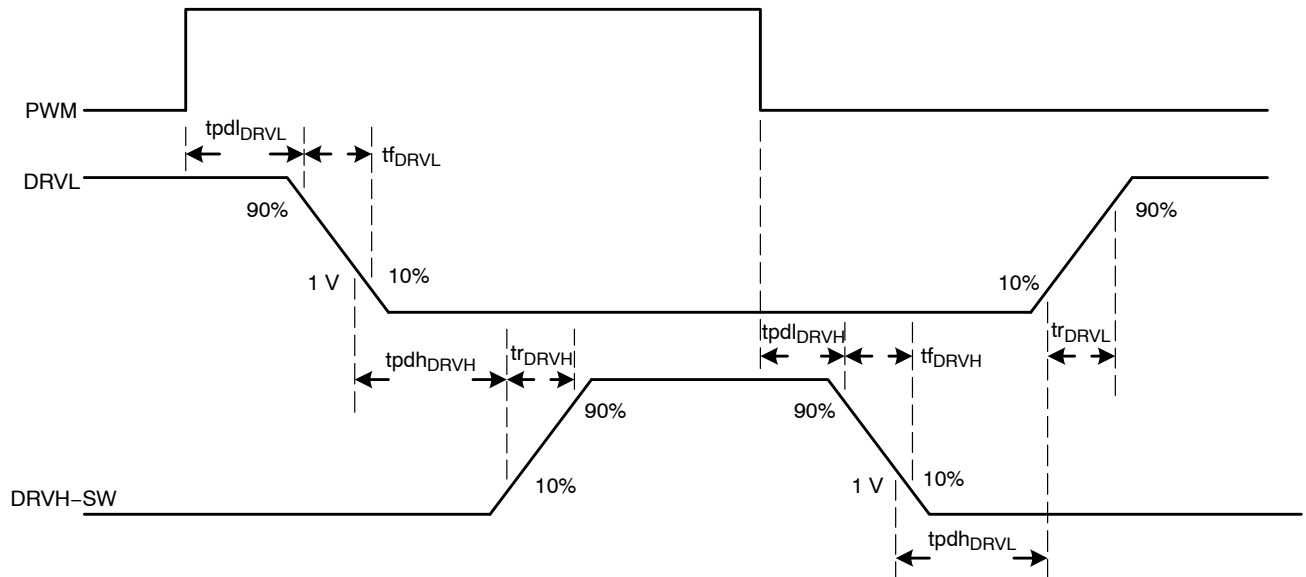 PWM
tpdlDRVL
tfDRVL
DRVL
90%
90%
1 V
10%
10%
tpdlDRVH
trDRVL
tpdhDRVH
trDRVH
tfDRVH
90%
90%
DRVH–SW
10%
1 V
10%
tpdhDRVL